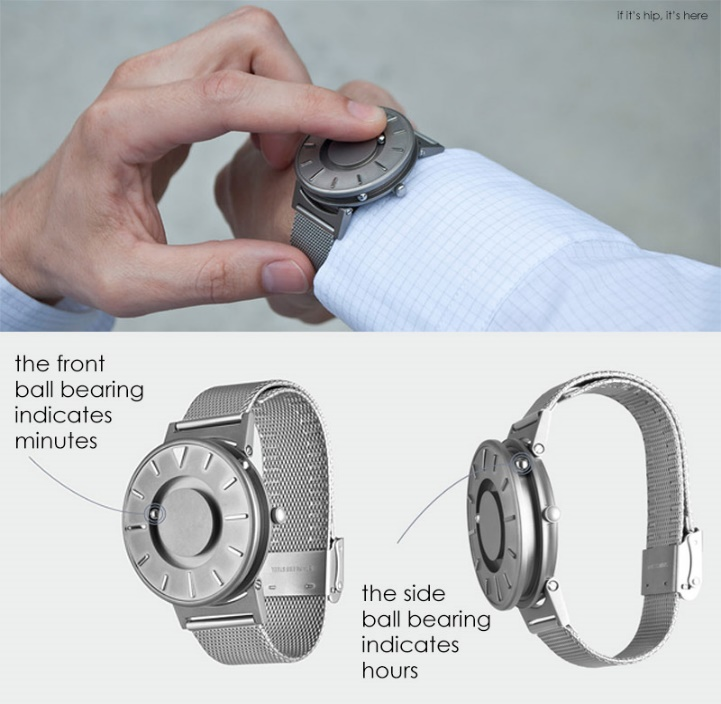 if it's hip, it's here
the front
ball bearing
indicates
minutes
the side
ball bearing
indicates
hours